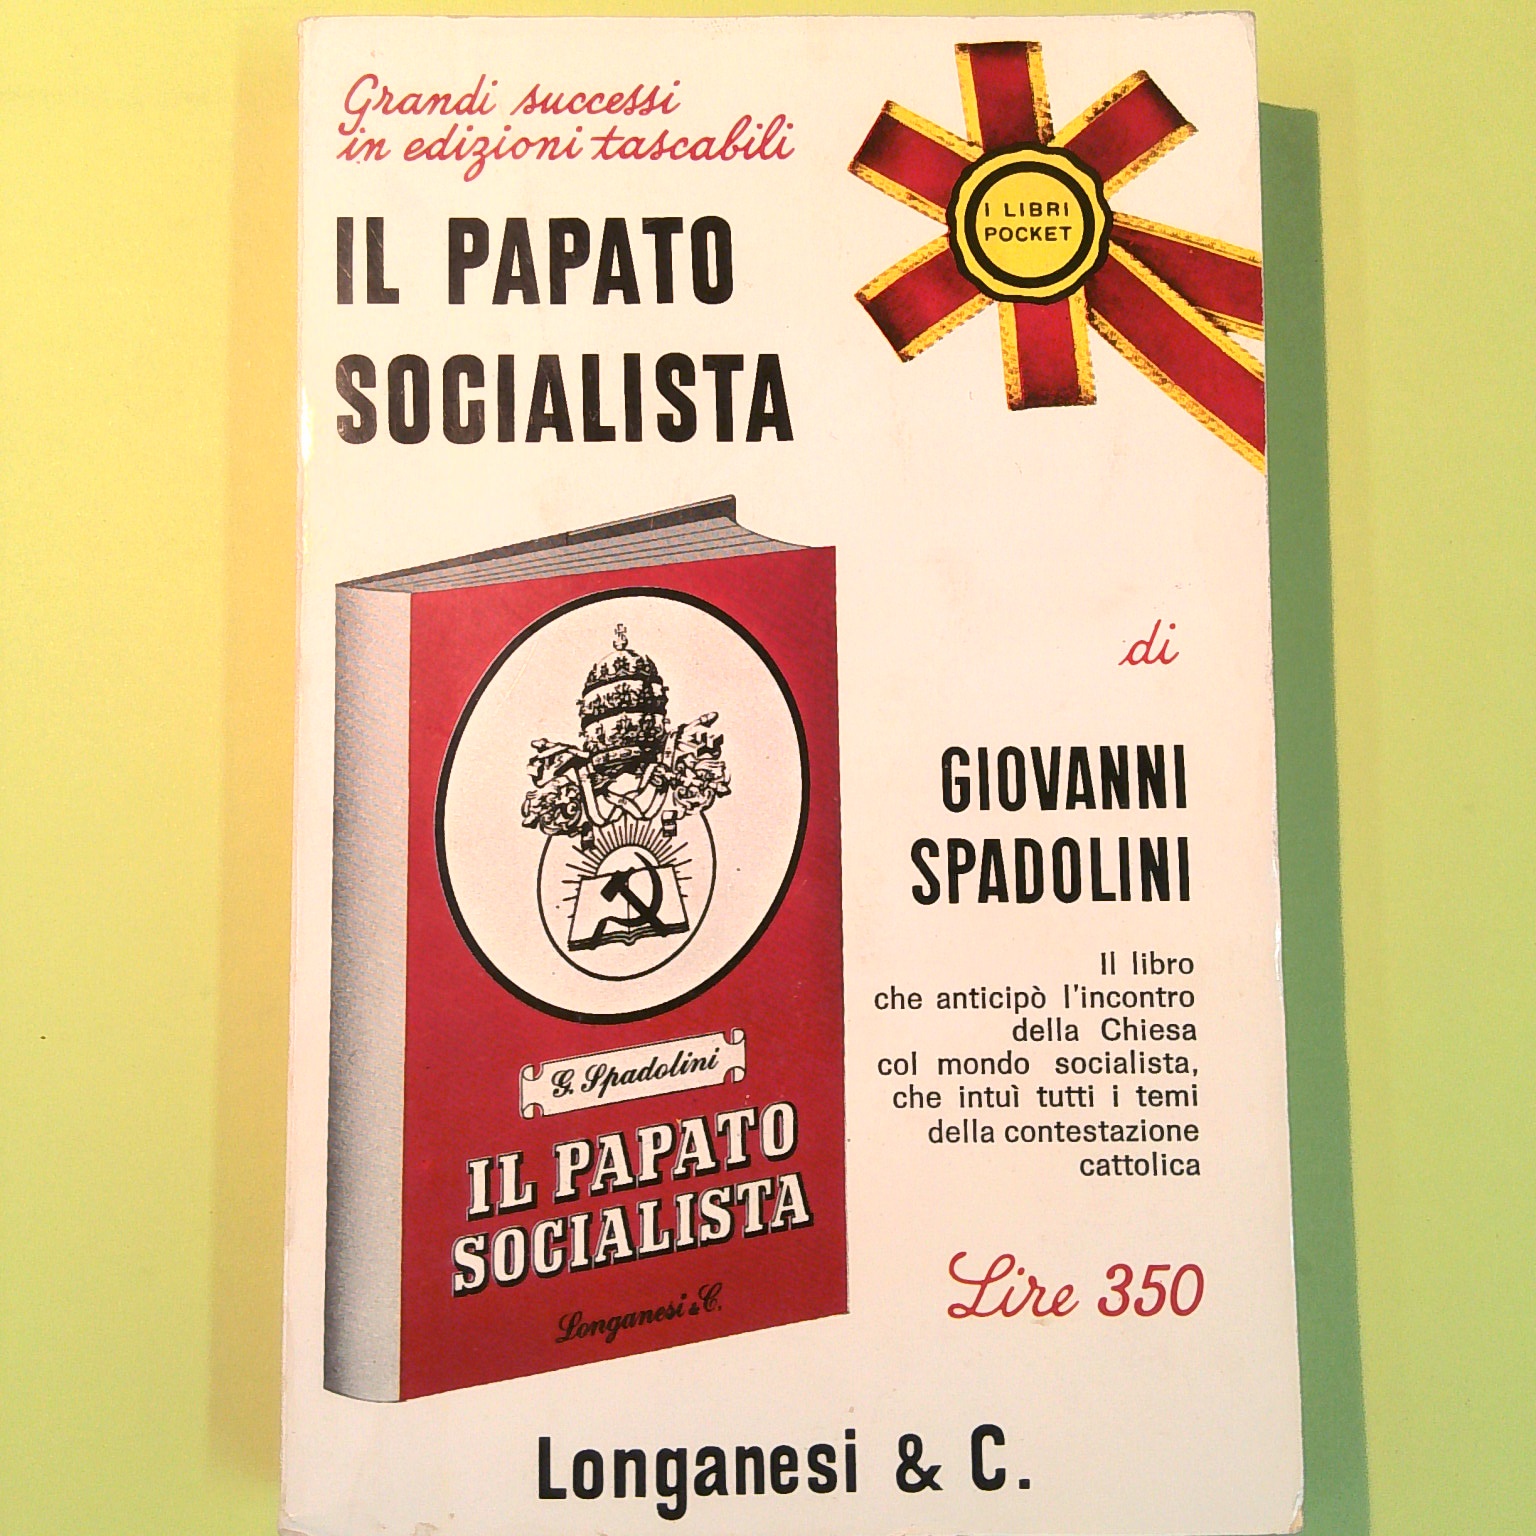 Grandi successi
in edizioni tascabili
I LIBRI
POCKET
IL PAPATO
SOCIALISTA
di
GIOVANNI
SPADOLINI
Il libro
che anticipò l'incontro
della Chiesa
col mondo socialista,
che intuì tutti i temi
della contestazione
cattolica
Lire 350
G. Spadolini
IL PAPATO
SOCIALISTA
Longanesi & C.
Longanesi & C.